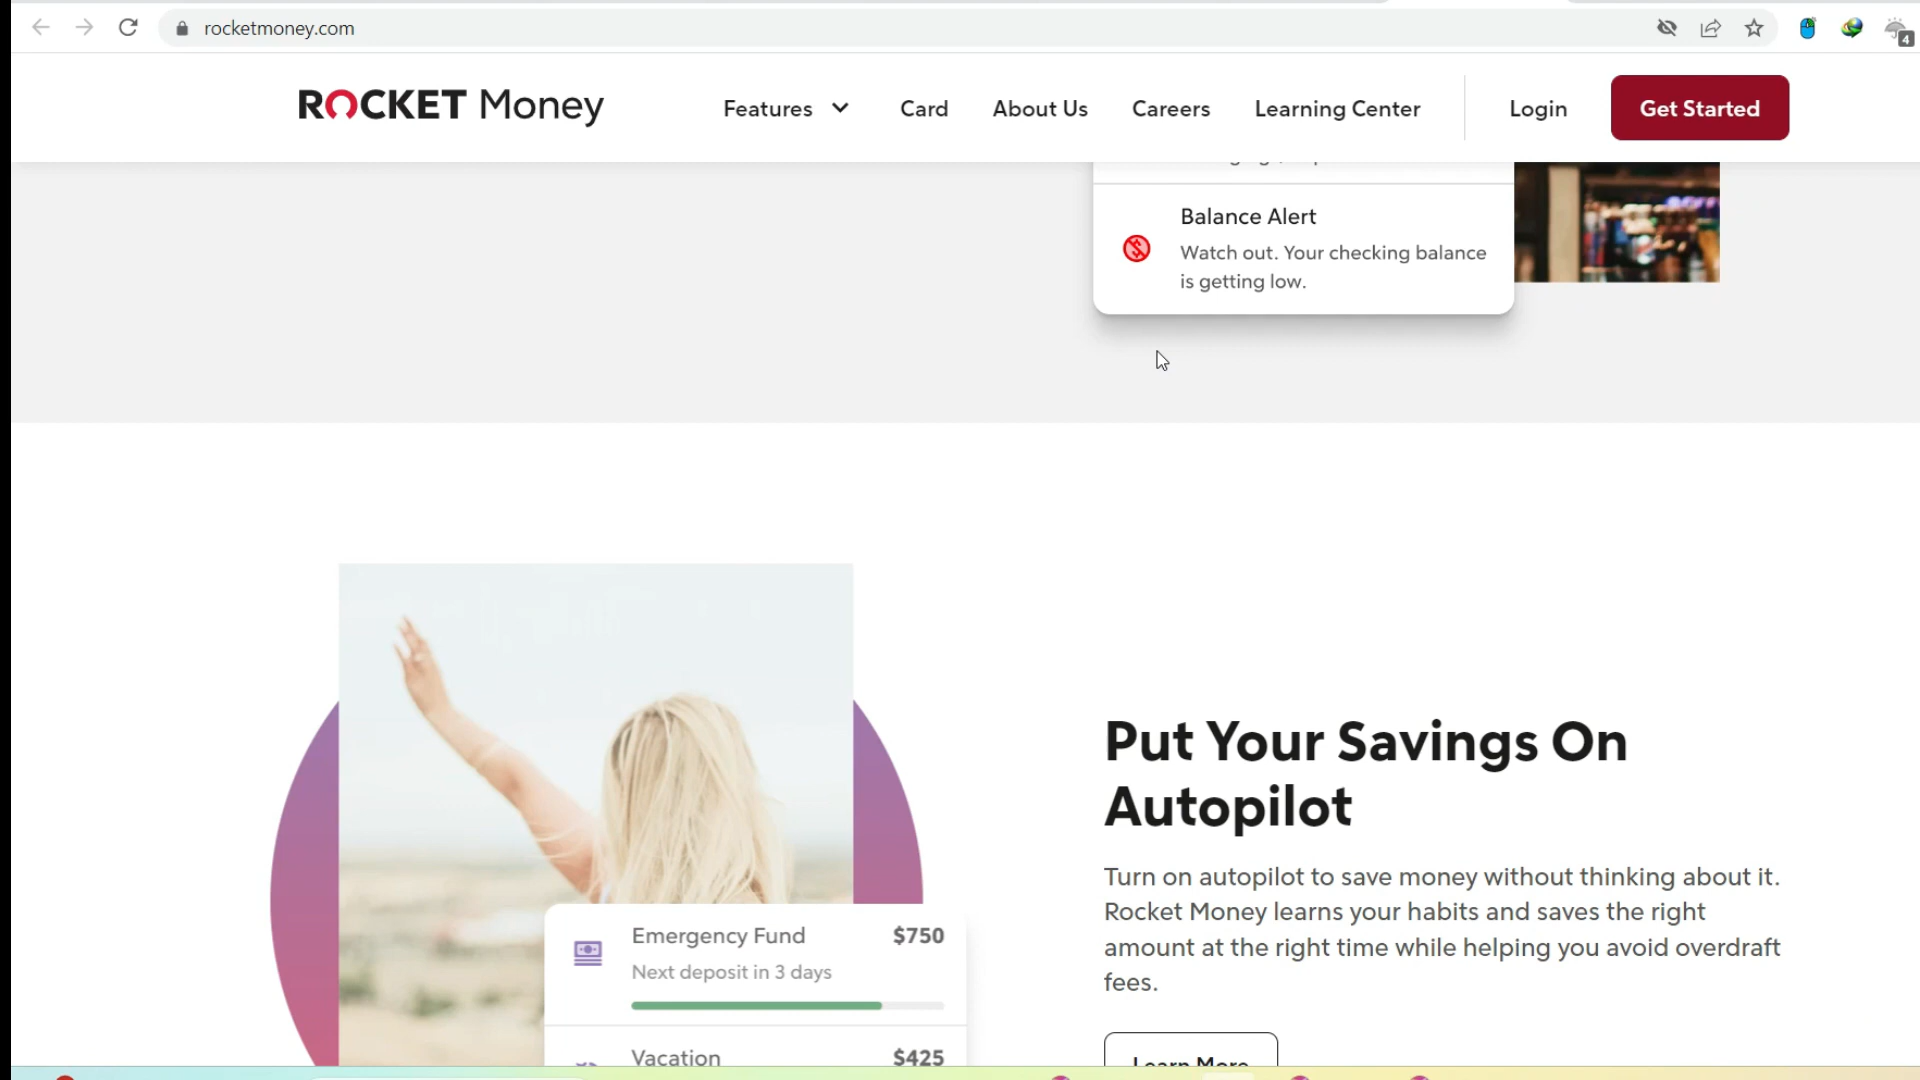 rocketmoney.com
4
ROCKET Money
Features
Card
About Us
Careers
Learning Center
Login
Get Started
Balance Alert
Watch out. Your checking balance
is getting low.
Put Your Savings On
Autopilot
Turn on autopilot to save money without thinking about it.
Rocket Money learns your habits and saves the right
amount at the right time while helping you avoid overdraft
fees.
Learn More
Emergency Fund $750
Next deposit in 3 days
Vacation $425